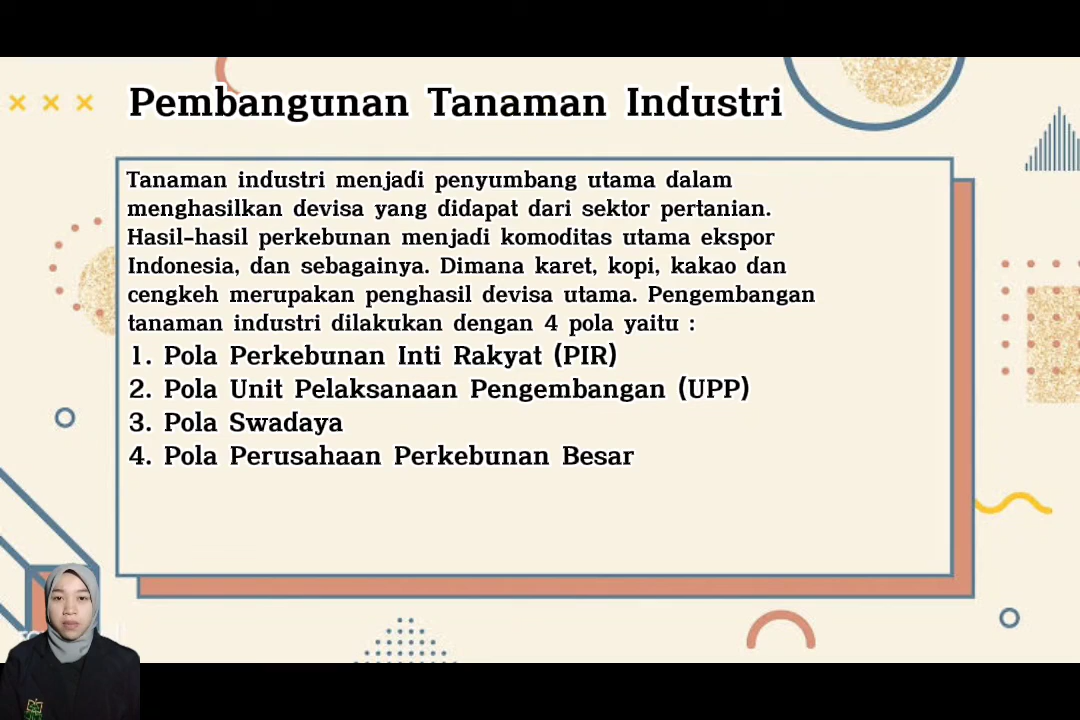 Pembangunan Tanaman Industri
Tanaman industri menjadi penyumbang utama dalam
menghasilkan devisa yang didapat dari sektor pertanian.
Hasil-hasil perkebunan menjadi komoditas utama ekspor
Indonesia, dan sebagainya. Dimana karet, kopi, kakao dan
cengkeh merupakan penghasil devisa utama. Pengembangan
tanaman industri dilakukan dengan 4 pola yaitu :
1. Pola Perkebunan Inti Rakyat (PIR)
2. Pola Unit Pelaksanaan Pengembangan (UPP)
3. Pola Swadaya
4. Pola Perusahaan Perkebunan Besar